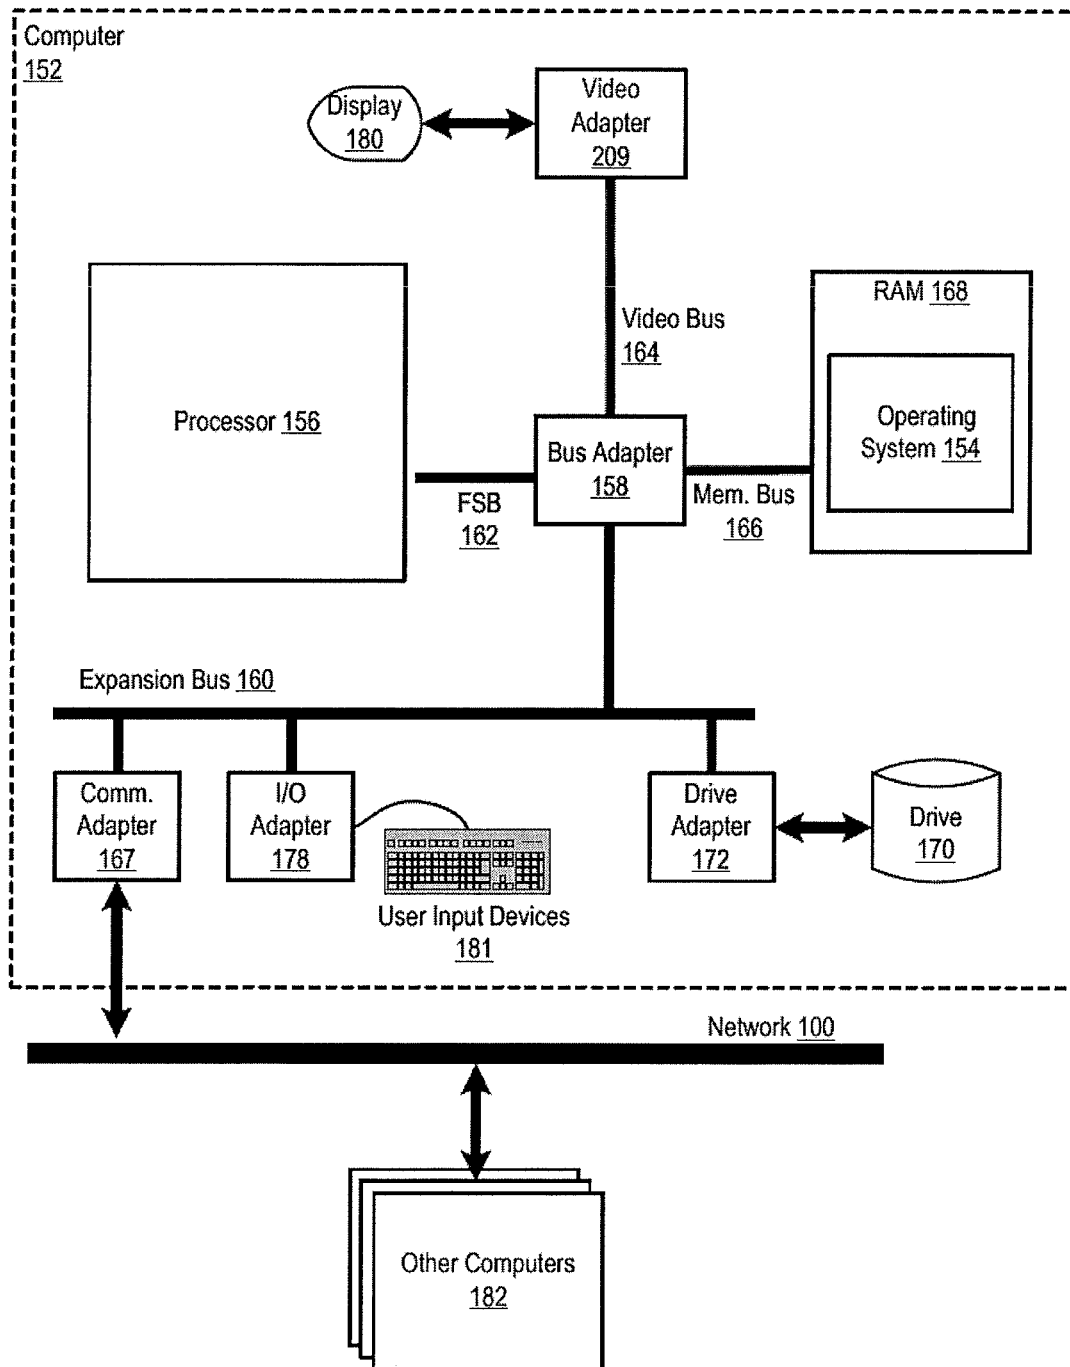 Computer
152
Display
180
Video
Adapter
209
Video Bus
164
RAM 168
Processor 156
Operating
System 154
Bus Adapter
158
FSB
162
Mem. Bus
166
Expansion Bus 160
Comm.
Adapter
167
I/O
Adapter
178
User Input Devices
181
Drive
Adapter
172
Drive
170
Network 100
Other Computers
182